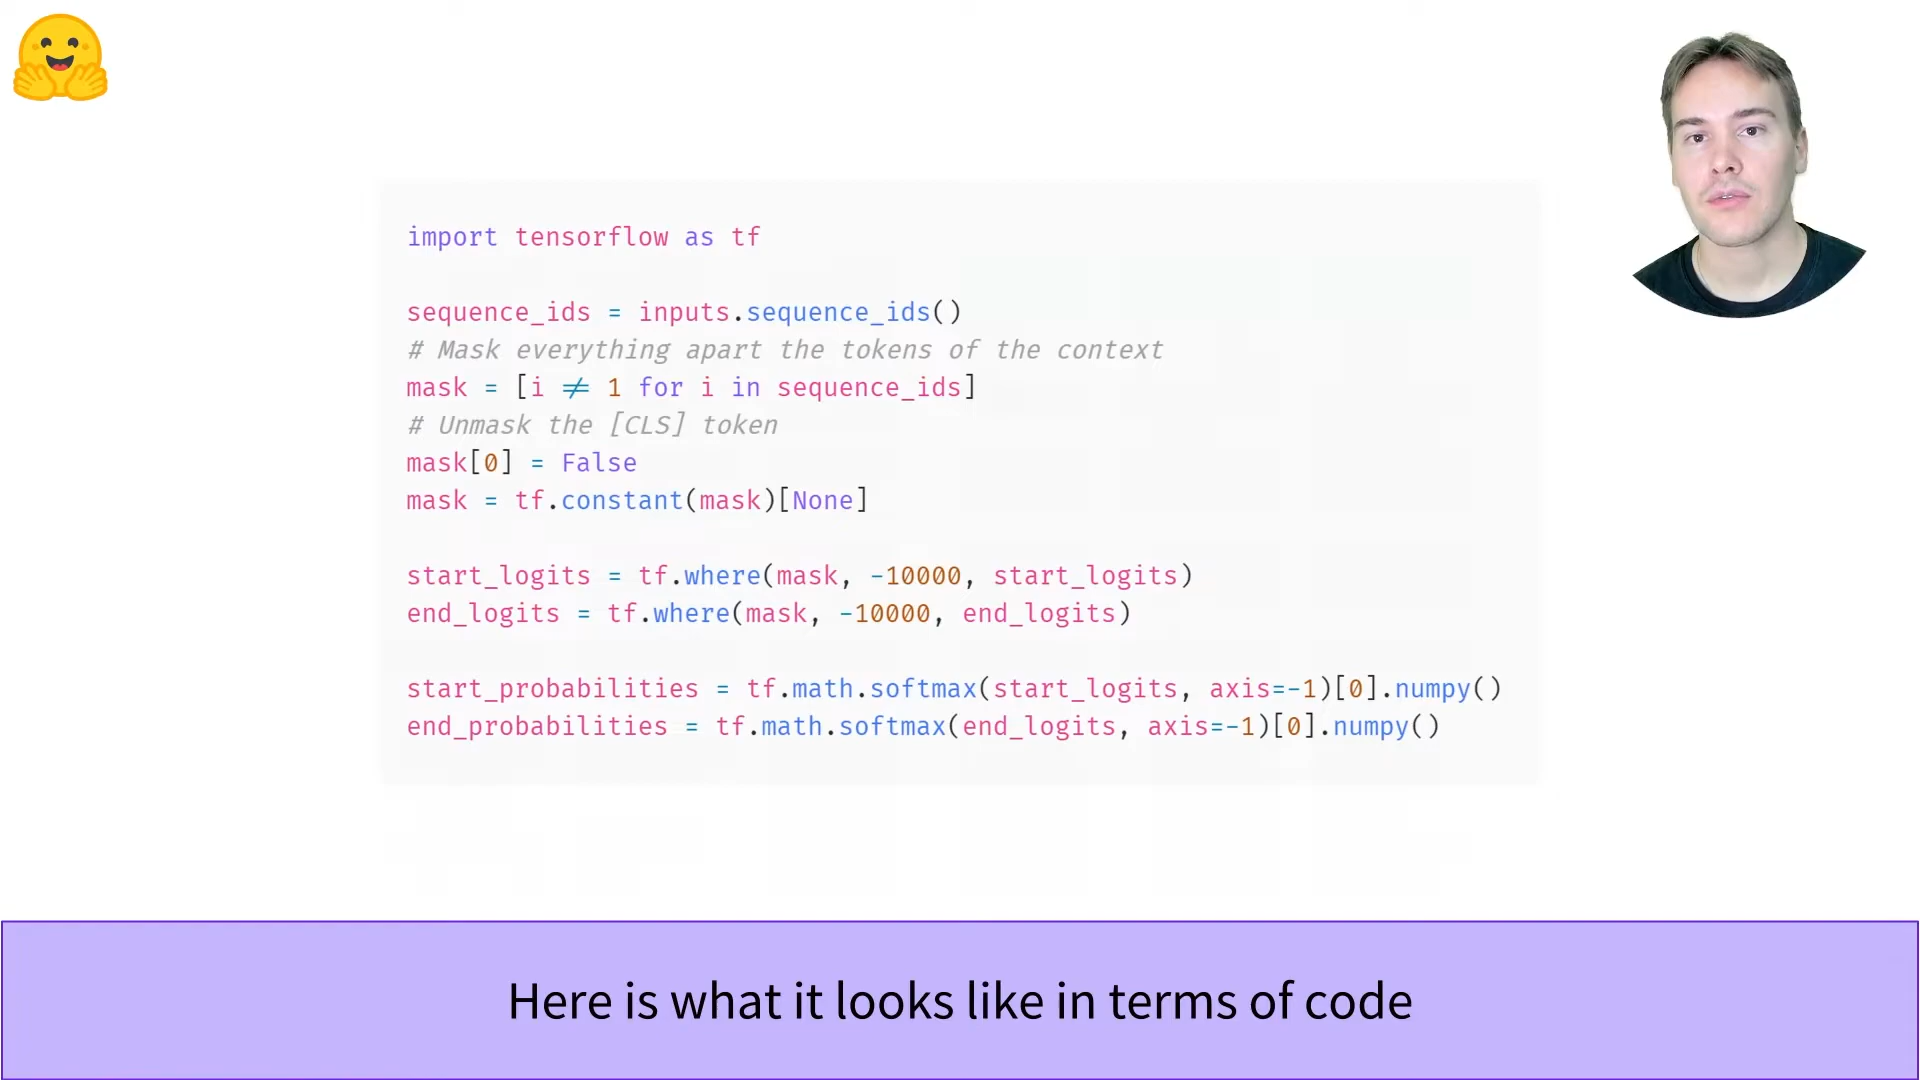 import tensorflow as tf
sequence_ids = inputs.sequence_ids()
# Mask everything apart the tokens of the context
mask = [i ≠ 1 for i in sequence_ids]
# Unmask the [CLS] token
mask[0] = False
mask = tf.constant(mask)[None]
start_logits = tf.where(mask, -10000, start_logits)
end_logits = tf.where(mask, -10000, end_logits)
start_probabilities = tf.math.softmax(start_logits, axis=-1)[0].numpy()
end_probabilities = tf.math.softmax(end_logits, axis=-1)[0].numpy()
Here is what it looks like in terms of code